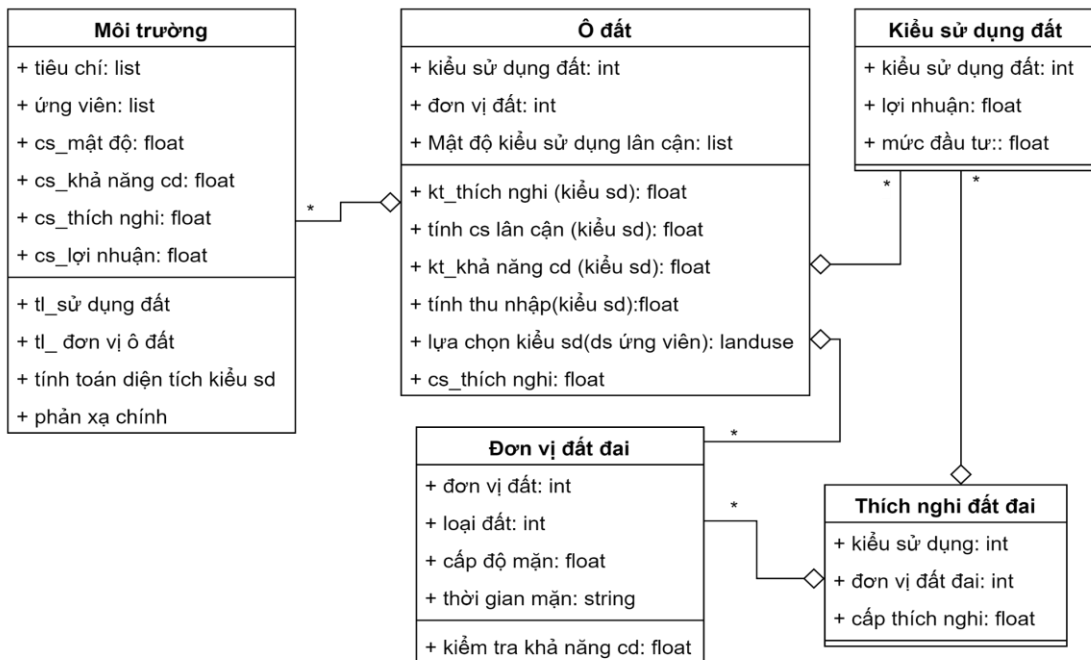 Môi trường
+ tiêu chí: list
+ ứng viên: list
+ cs_mật độ: float
+ cs_khả năng cd: float
+ cs_thích nghi: float
+ cs_lợi nhuận: float
+ tl_sử dụng đất
+ tl_ đơn vị ô đất
+ tính toán diện tích kiểu sd
+ phản xạ chính
*
Ô đất
+ kiểu sử dụng đất: int
+ đơn vị đất: int
+ Mật độ kiểu sử dụng lân cận: list
+ kt_thích nghi (kiểu sd): float
+ tính cs lân cận (kiểu sd): float
+ kt_khả năng cd (kiểu sd): float
+ tính thu nhập(kiểu sd):float
+ lựa chọn kiểu sd(ds ứng viên): landuse
+ cs_thích nghi: float
Kiểu sử dụng đất
+ kiểu sử dụng đất: int
+ lợi nhuận: float
+ mức đầu tư:: float
*
*
Đơn vị đất đai
+ đơn vị đất: int
+ loại đất: int
+ cấp độ mặn: float
+ thời gian mặn: string
+ kiểm tra khả năng cd: float
*
*
Thích nghi đất đai
+ kiểu sử dụng: int
+ đơn vị đất đai: int
+ cấp thích nghi: float